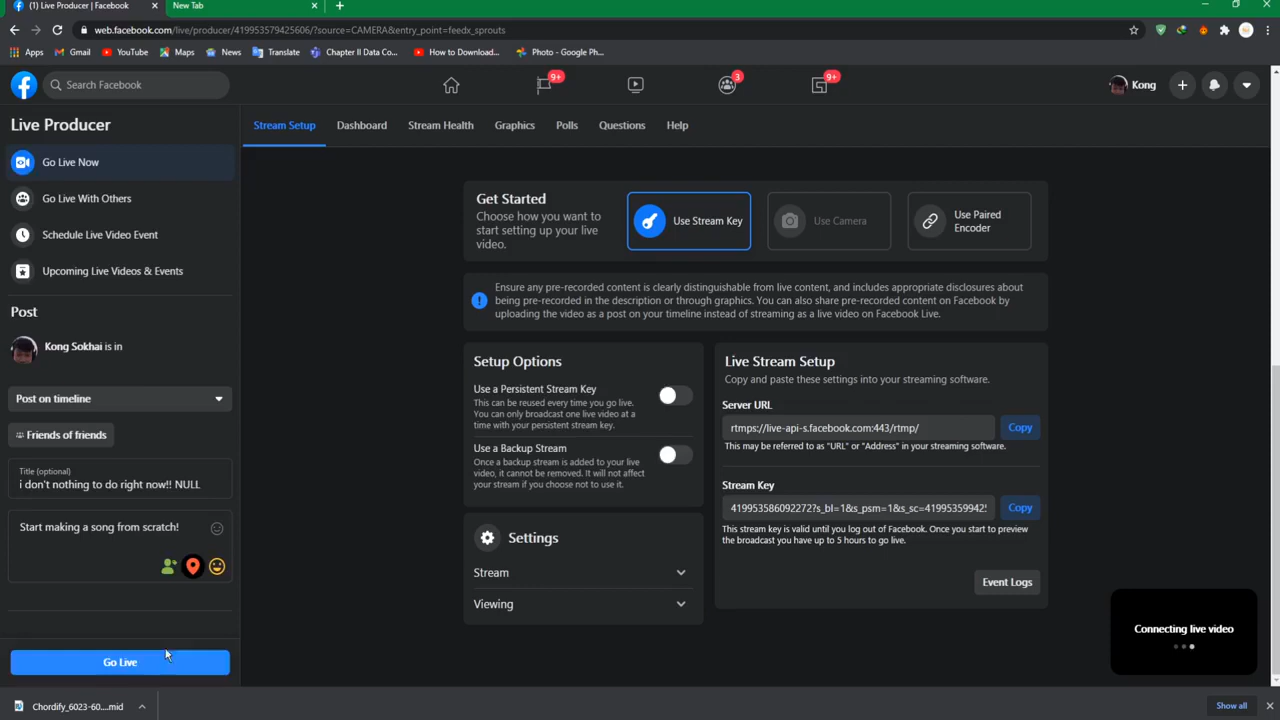 (1) Live Producer | Facebook
New Tab
web.facebook.com/live/producer/419953579425606/?source=CAMERA&entry_point=feedx_sprouts
Apps
Gmail
YouTube
Maps
News
Translate
Chapter II Data Co...
How to Download...
Photo - Google Ph...
Search Facebook
9+
3
9+
Kong
Live Producer
Go Live Now
Go Live With Others
Schedule Live Video Event
Upcoming Live Videos & Events
Post
Kong Sokhai is in
Post on timeline
Friends of friends
Title (optional)
i don't nothing to do right now!! NULL
Start making a song from scratch!
Go Live
Stream Setup
Dashboard
Stream Health
Graphics
Polls
Questions
Help
Get Started
Choose how you want to
start setting up your live
video.
Use Stream Key
Use Camera
Use Paired
Encoder
Ensure any pre-recorded content is clearly distinguishable from live content, and includes appropriate disclosures about
being pre-recorded in the description or through graphics. You can also share pre-recorded content on Facebook by
uploading the video as a post on your timeline instead of streaming as a live video on Facebook Live.
Setup Options
Use a Persistent Stream Key
This can be reused every time you go live.
You can only broadcast one live video at a
time with your persistent stream key.
Use a Backup Stream
Once a backup stream is added to your live
video, it cannot be removed. It will not affect
your stream if you choose not to use it.
Settings
Stream
Viewing
Live Stream Setup
Copy and paste these settings into your streaming software.
Server URL
rtmps://live-api-s.facebook.com:443/rtmp/
Copy
This may be referred to as "URL" or "Address" in your streaming software.
Stream Key
419953586092272?s_bl=1&s_psm=1&s_sc=41995359942
Copy
This stream key is valid until you log out of Facebook. Once you start to preview
the broadcast you have up to 5 hours to go live.
Event Logs
Connecting live video
Chordify_6023-60....mid
Show all